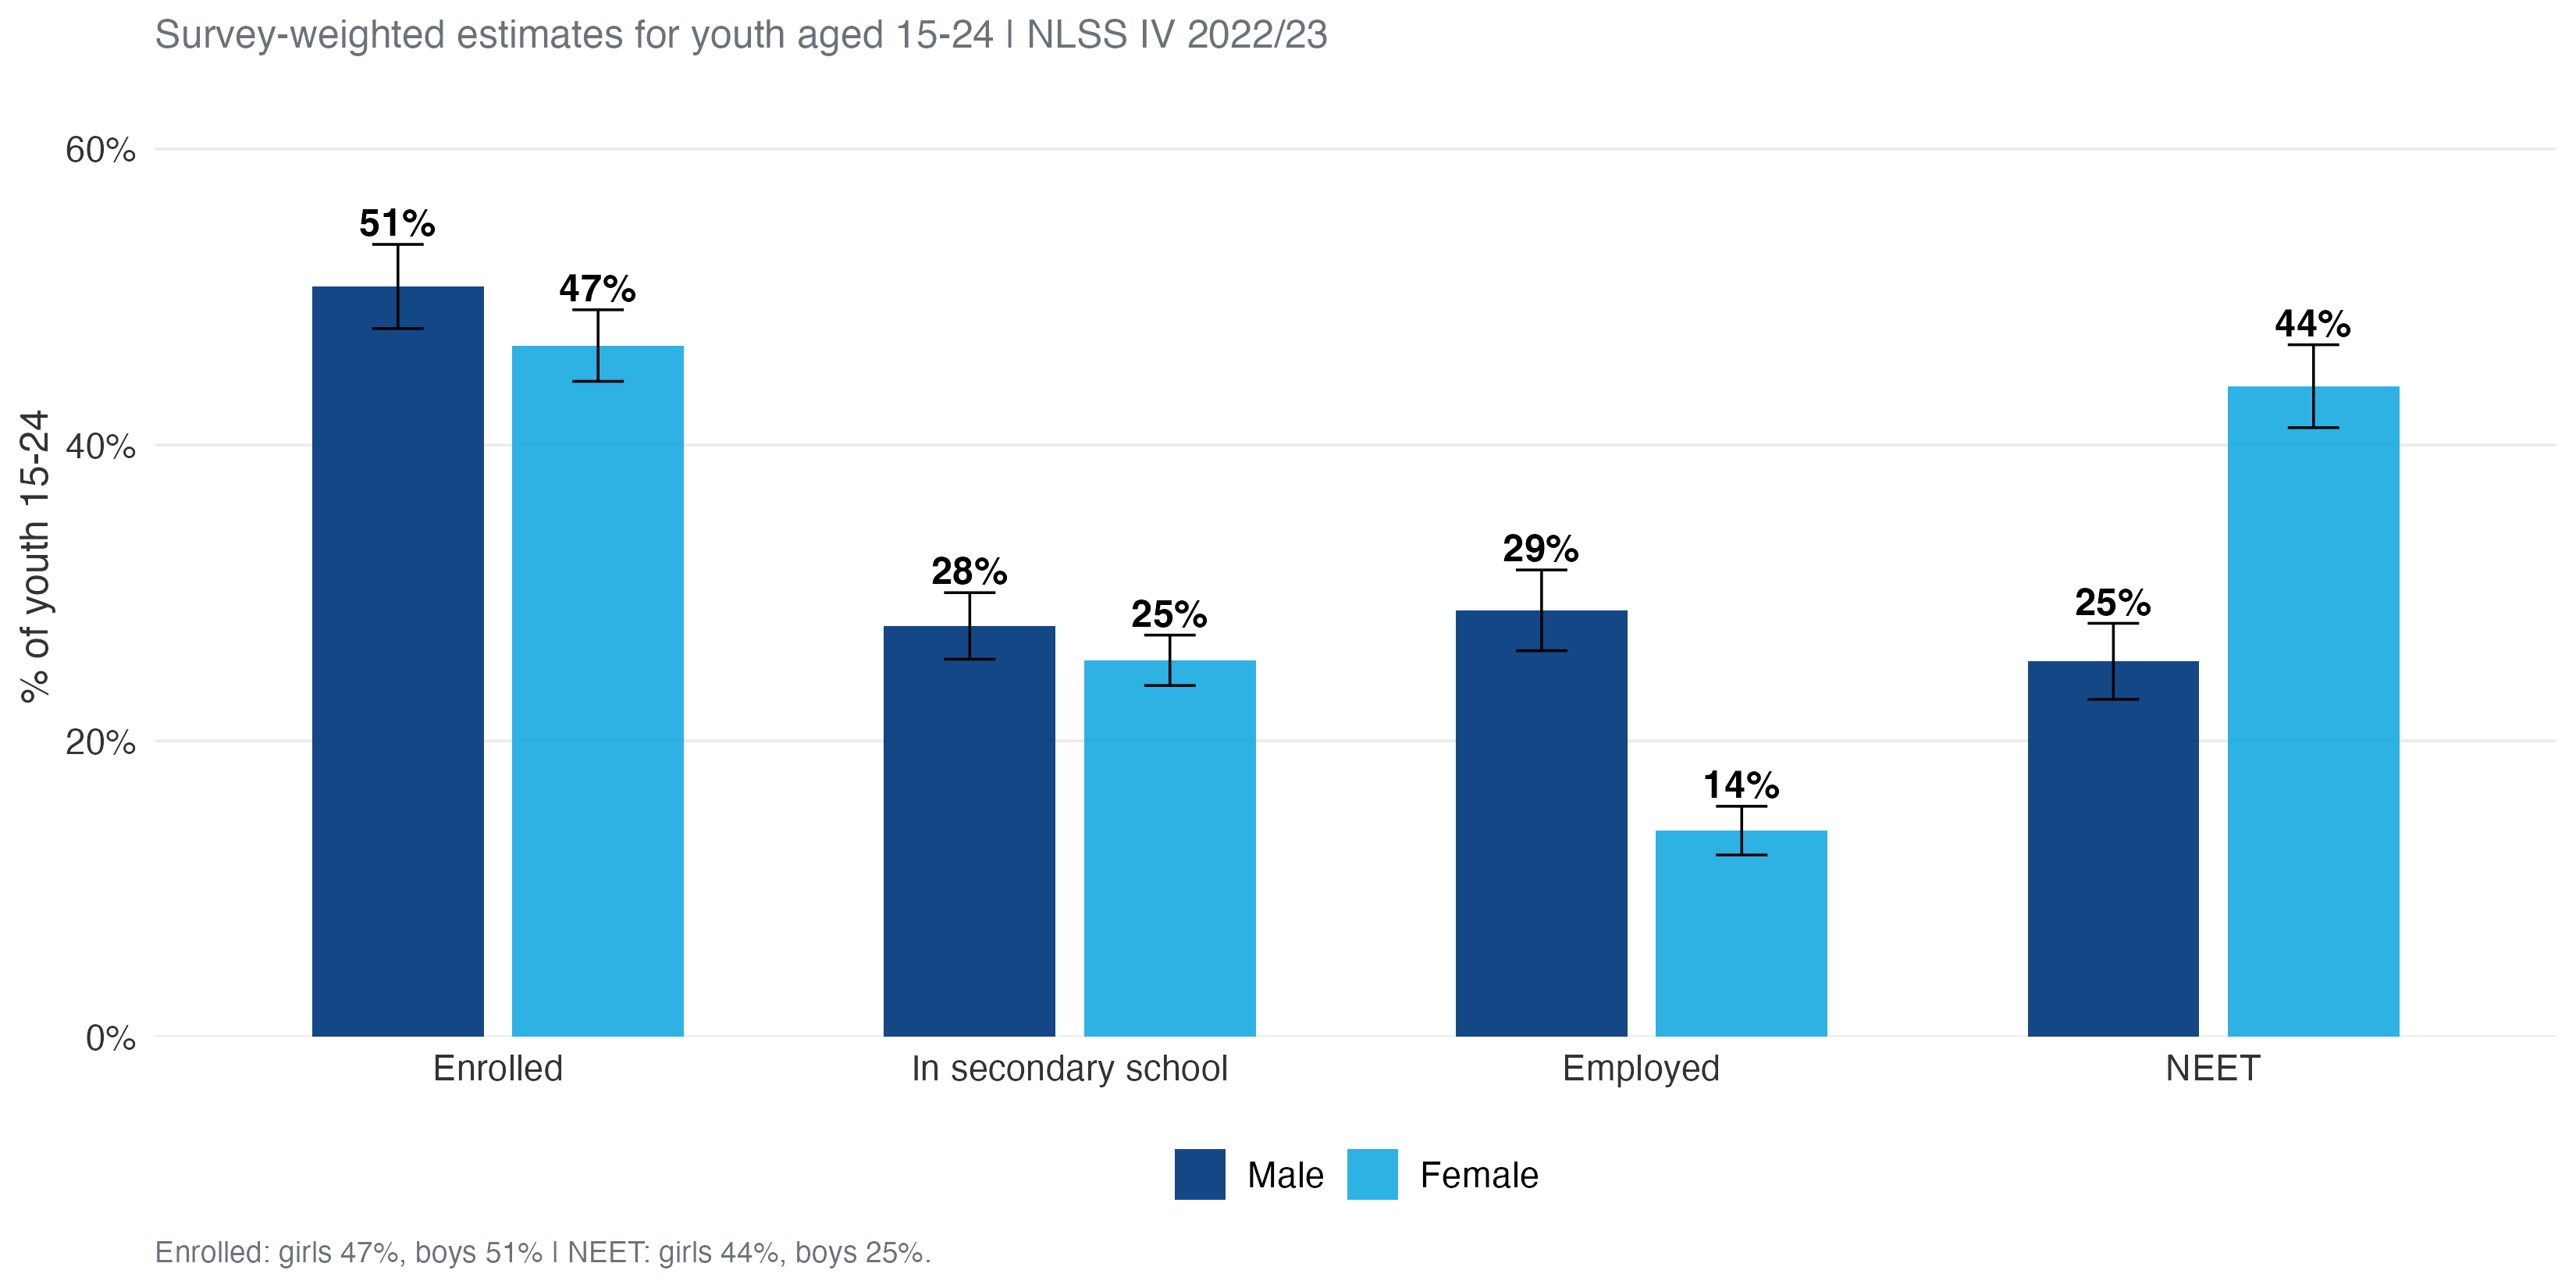 Survey-weighted estimates for youth aged 15-24 | NLSS IV 2022/23
% of youth 15-24
60%
40%
20%
0%
51%
47%
28%
25%
29%
14%
25%
44%
Enrolled
In secondary school
Employed
NEET
Male
Female
Enrolled: girls 47%, boys 51% | NEET: girls 44%, boys 25%.